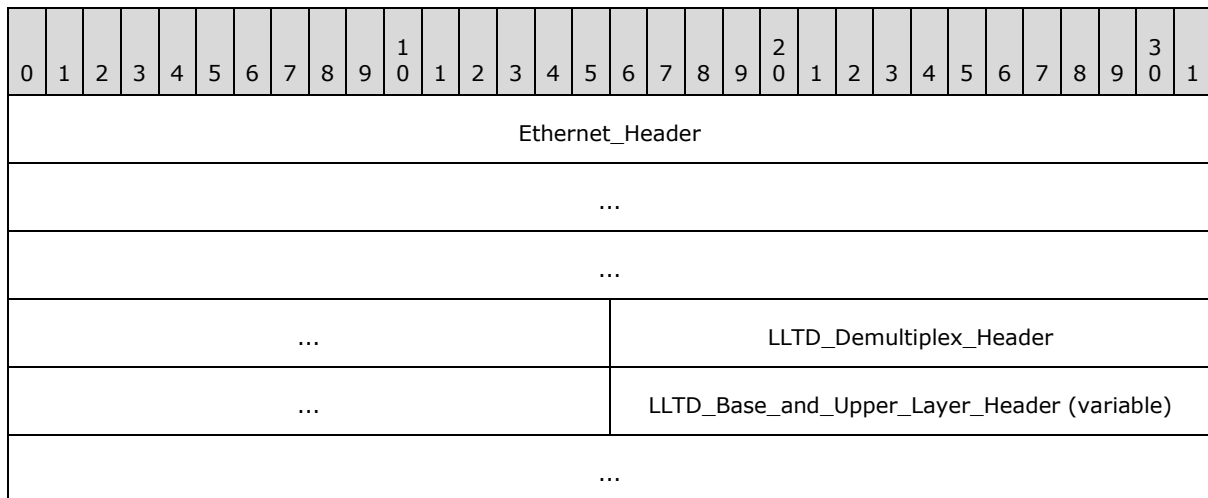 1 2 3
0 1 2 3 4 5 6 7 8 9 0 1 2 3 4 5 6 7 8 9 0 1 2 3 4 5 6 7 8 9 0 1
Ethernet_Header
...
...
... LLTD_Demultiplex_Header
... LLTD_Base_and_Upper_Layer_Header (variable)
...